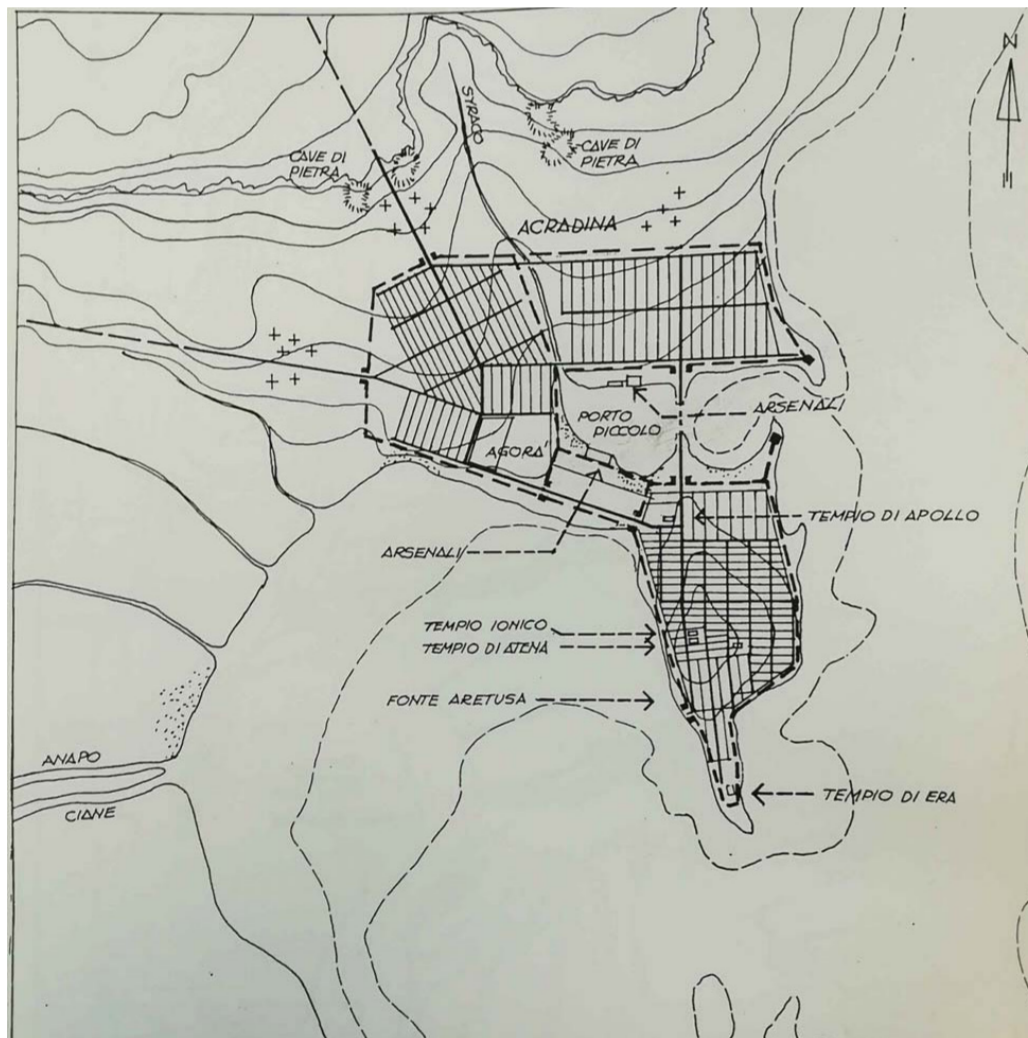 N
SYRACO
CAVE DI
PIETRA
CAVE DI
PIETRA
ACRADINA
ARSENALI
PORTO
PICCOLO
AGORA'
TEMPIO DI APOLLO
ARSENALI
TEMPIO IONICO
TEMPIO DI ATENA
FONTE ARETUSA
ANAPO
CIANE
TEMPIO DI ERA